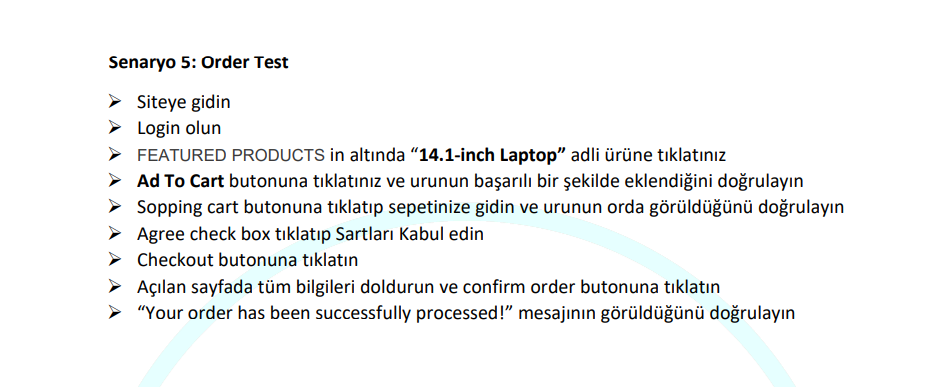 Senaryo 5: Order Test
➢ Siteye gidin
➢ Login olun
➢ FEATURED PRODUCTS in altında “14.1-inch Laptop” adli ürüne tıklatınız
➢ Ad To Cart butonuna tıklatınız ve urunun başarılı bir şekilde eklendiğini doğrulayın
➢ Sopping cart butonuna tıklatıp sepetinize gidin ve urunun orda görüldüğünü doğrulayın
➢ Agree check box tıklatıp Sartları Kabul edin
➢ Checkout butonuna tıklatın
➢ Açılan sayfada tüm bilgileri doldurun ve confirm order butonuna tıklatın
➢ “Your order has been successfully processed!” mesajının görüldüğünü doğrulayın